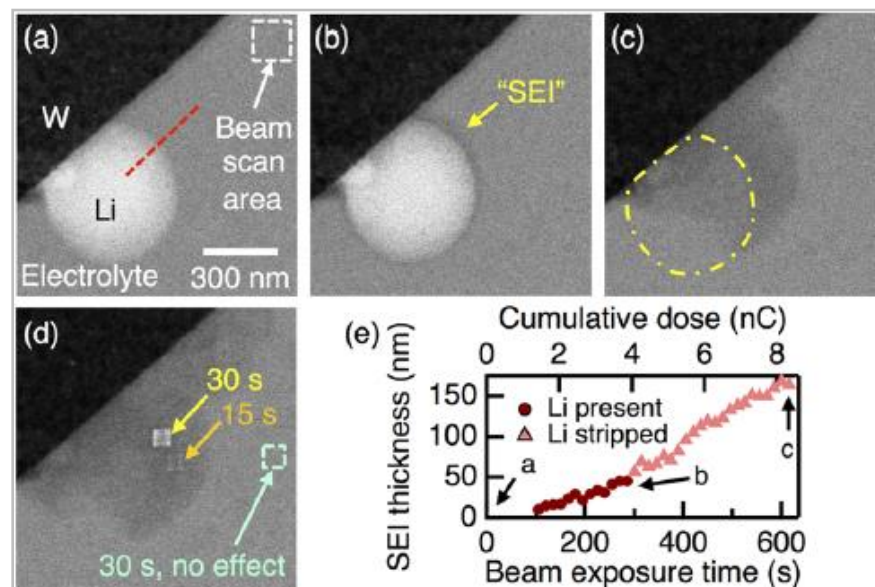 (a)
W
Beam
scan
area
Li
Electrolyte
300 nm
(b)
"SEI"
(c)
(d)
30 s
15 s
30 s, no effect
(e)
Cumulative dose (nC)
0 2 4 6 8
SEI thickness (nm)
150
100
50
0
Li present
Li stripped
a
b
c
0 200 400 600
Beam exposure time (s)